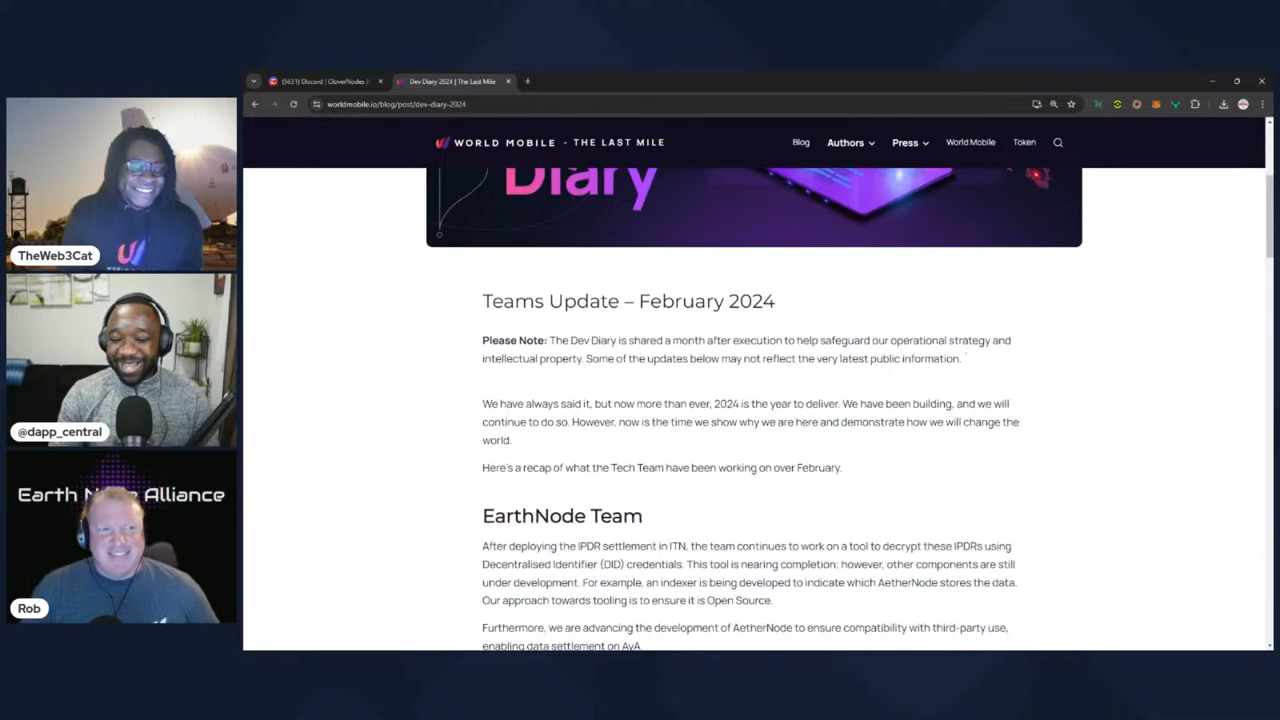 (5631) Discord | CloverNodes |
Dev Diary 2024 | The Last Mile
worldmobile.io/blog/post/dev-diary-2024
WORLD MOBILE - THE LAST MILE
Blog
Authors
Press
World Mobile
Token
Diary
TheWeb3Cat
@dapp_central
Earth Node Alliance
Rob
Teams Update – February 2024
Please Note: The Dev Diary is shared a month after execution to help safeguard our operational strategy and
intellectual property. Some of the updates below may not reflect the very latest public information.
We have always said it, but now more than ever, 2024 is the year to deliver. We have been building, and we will
continue to do so. However, now is the time we show why we are here and demonstrate how we will change the
world.
Here's a recap of what the Tech Team have been working on over February.
EarthNode Team
After deploying the IPDR settlement in ITN, the team continues to work on a tool to decrypt these IPDRs using
Decentralised Identifier (DID) credentials. This tool is nearing completion; however, other components are still
under development. For example, an indexer is being developed to indicate which AetherNode stores the data.
Our approach towards tooling is to ensure it is Open Source.
Furthermore, we are advancing the development of AetherNode to ensure compatibility with third-party use,
enabling data settlement on AyA.